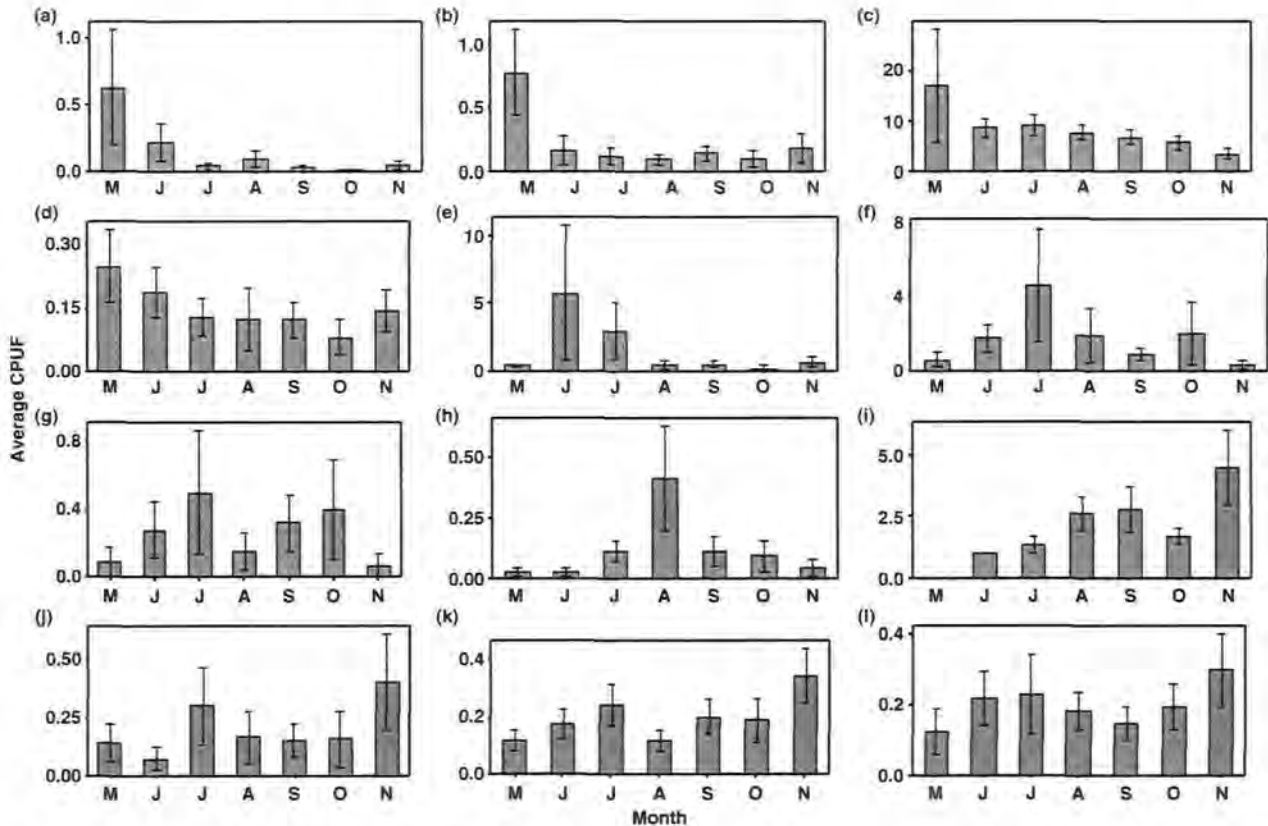 (a) (b) (c)
1.0 1.0 20
0.5 0.5 10
0.0 0.0 0
M J J A S O N M J J A S O N M J J A S O N
(d) (e) (f)
0.30 10 8
0.15 5 4
0.00 0 0
M J J A S O N M J J A S O N M J J A S O N
Average CPUF
(g) (h) (i)
0.8 0.50 5.0
0.4 0.25 2.5
0.0 0.00 0.0
M J J A S O N M J J A S O N M J J A S O N
(j) (k) (l)
0.50 0.4 0.4
0.25 0.2 0.2
0.00 0.0 0.0
M J J A S O N M J J A S O N M J J A S O N
Month